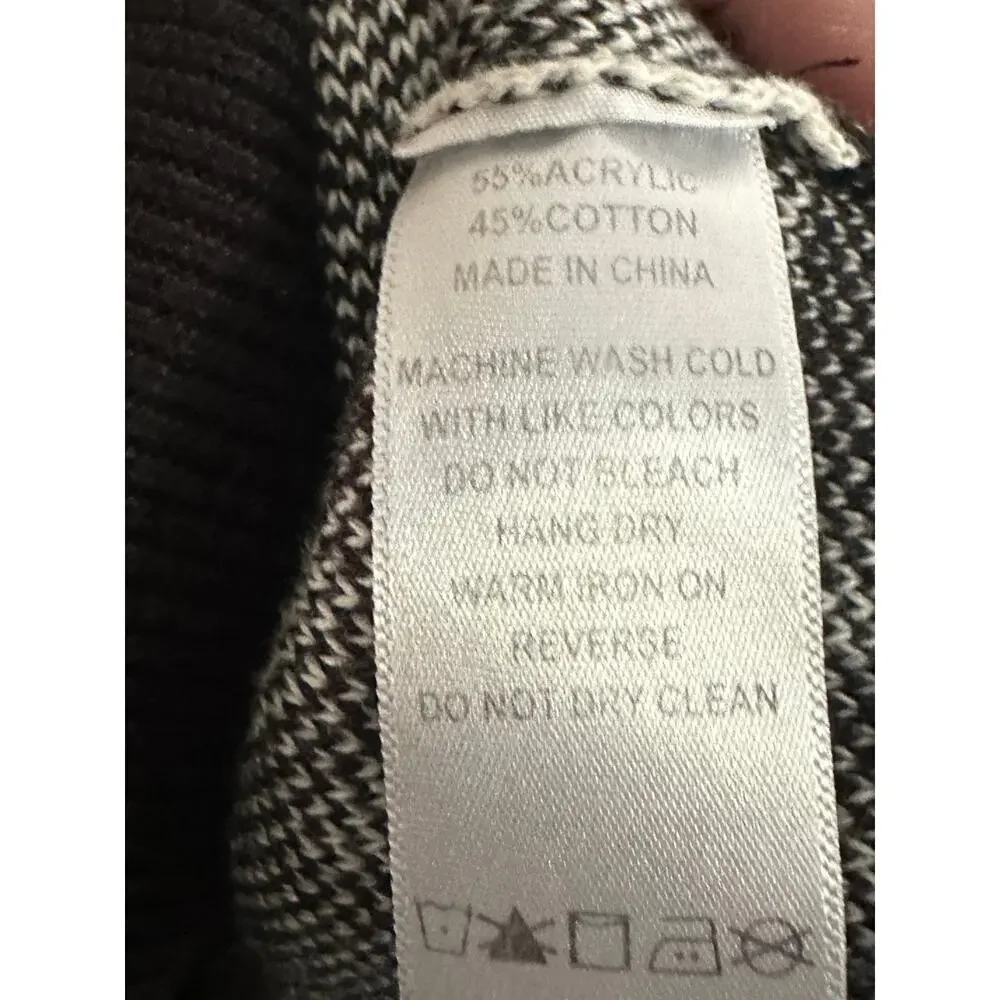 55%ACRYLIC
45%COTTON
MADE IN CHINA
MACHINE WASH COLD
WITH LIKE COLORS
DO NOT BLEACH
HANG DRY
WARM IRON ON
REVERSE
DO NOT DRY CLEAN